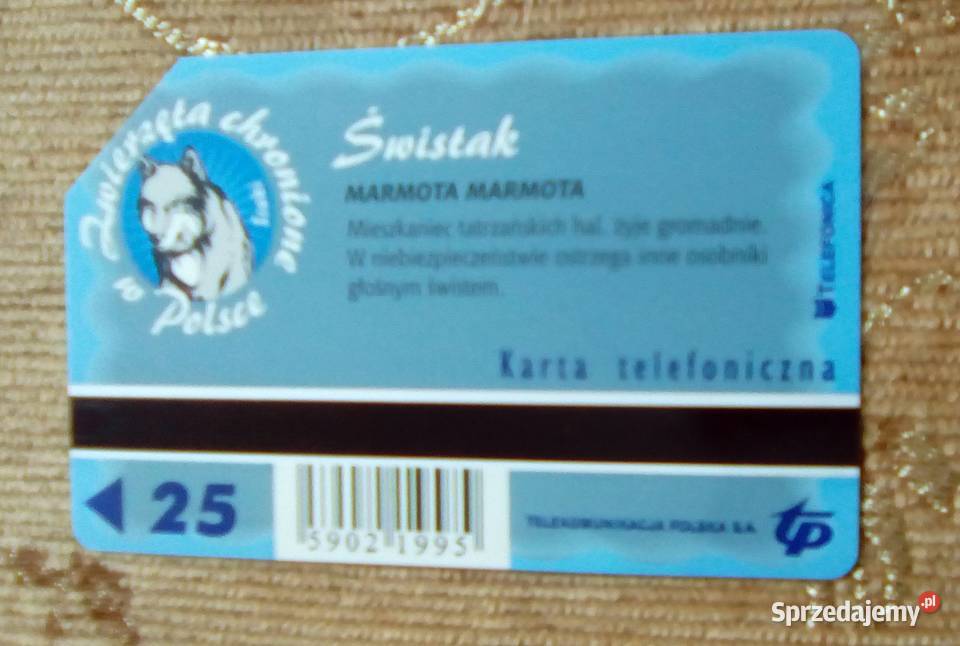 Zwierzęta chronione
w Polsce
Świstak
MARMOTA MARMOTA
Mieszkaniec tatrzańskich hal. żyje gromadnie.
W niebezpieczeństwie ostrzega inne osobniki
głośnym świstem.
TELEFONICA
Karta telefoniczna
25
5902 1995
TELEKOMUNIKACJA POLSKA S.A.
tp
Sprzedajemy.pl